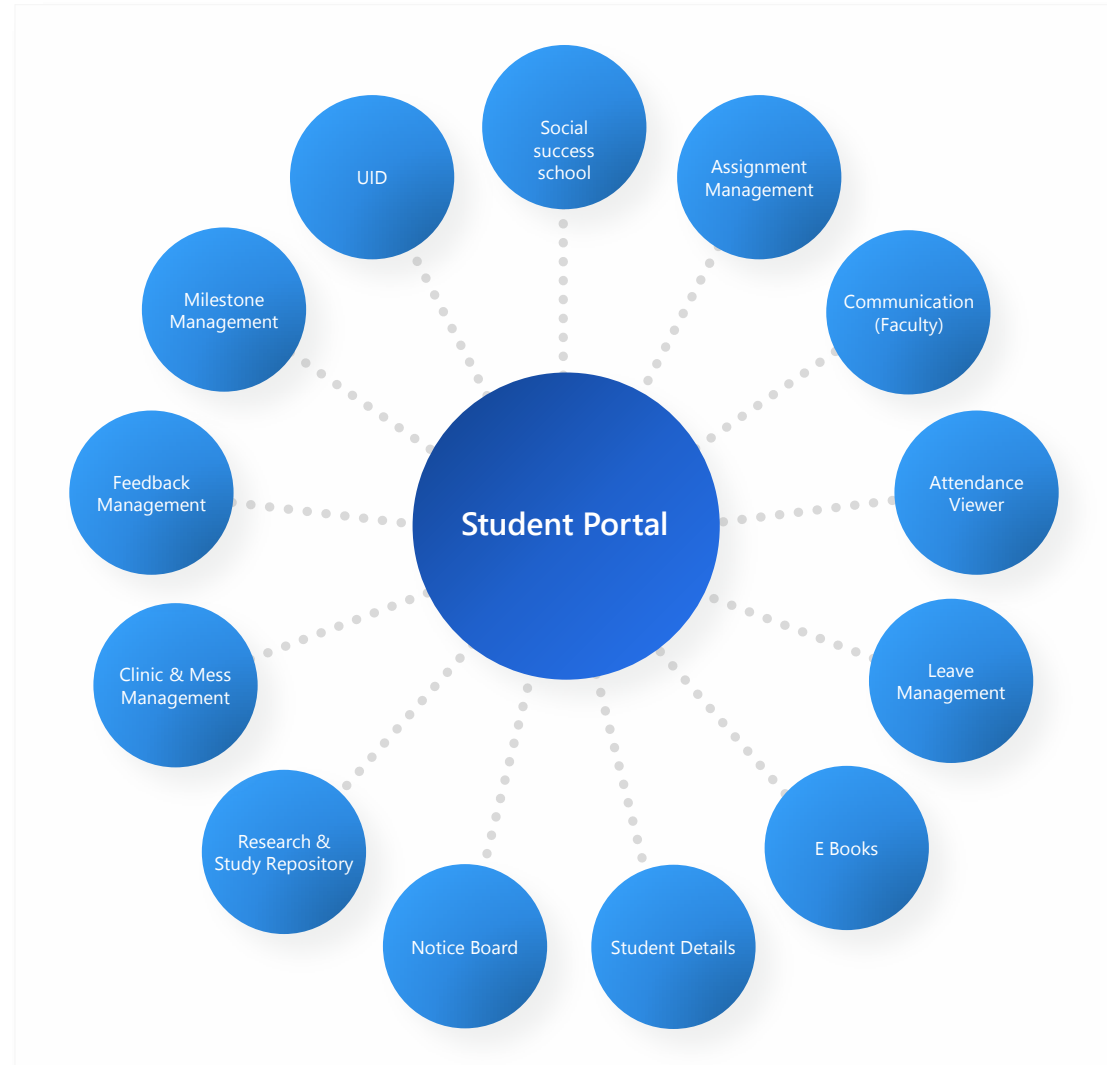 Social
success
school
UID
Assignment
Management
Milestone
Management
Communication
(Faculty)
Feedback
Management
Student Portal
Attendance
Viewer
Clinic & Mess
Management
Leave
Management
Research &
Study Repository
E Books
Notice Board
Student Details